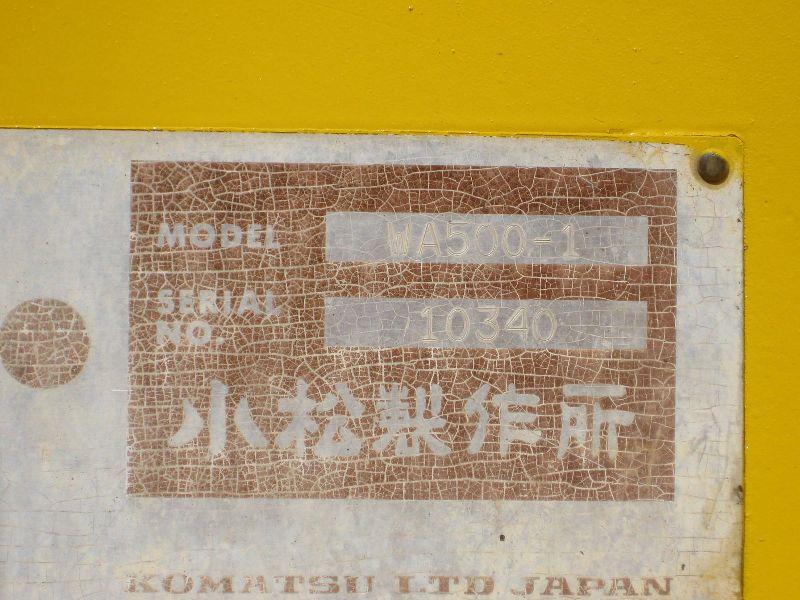 MODEL WA500-1
SERIAL
NO. 10340
小松製作所
KOMATSU LTD JAPAN